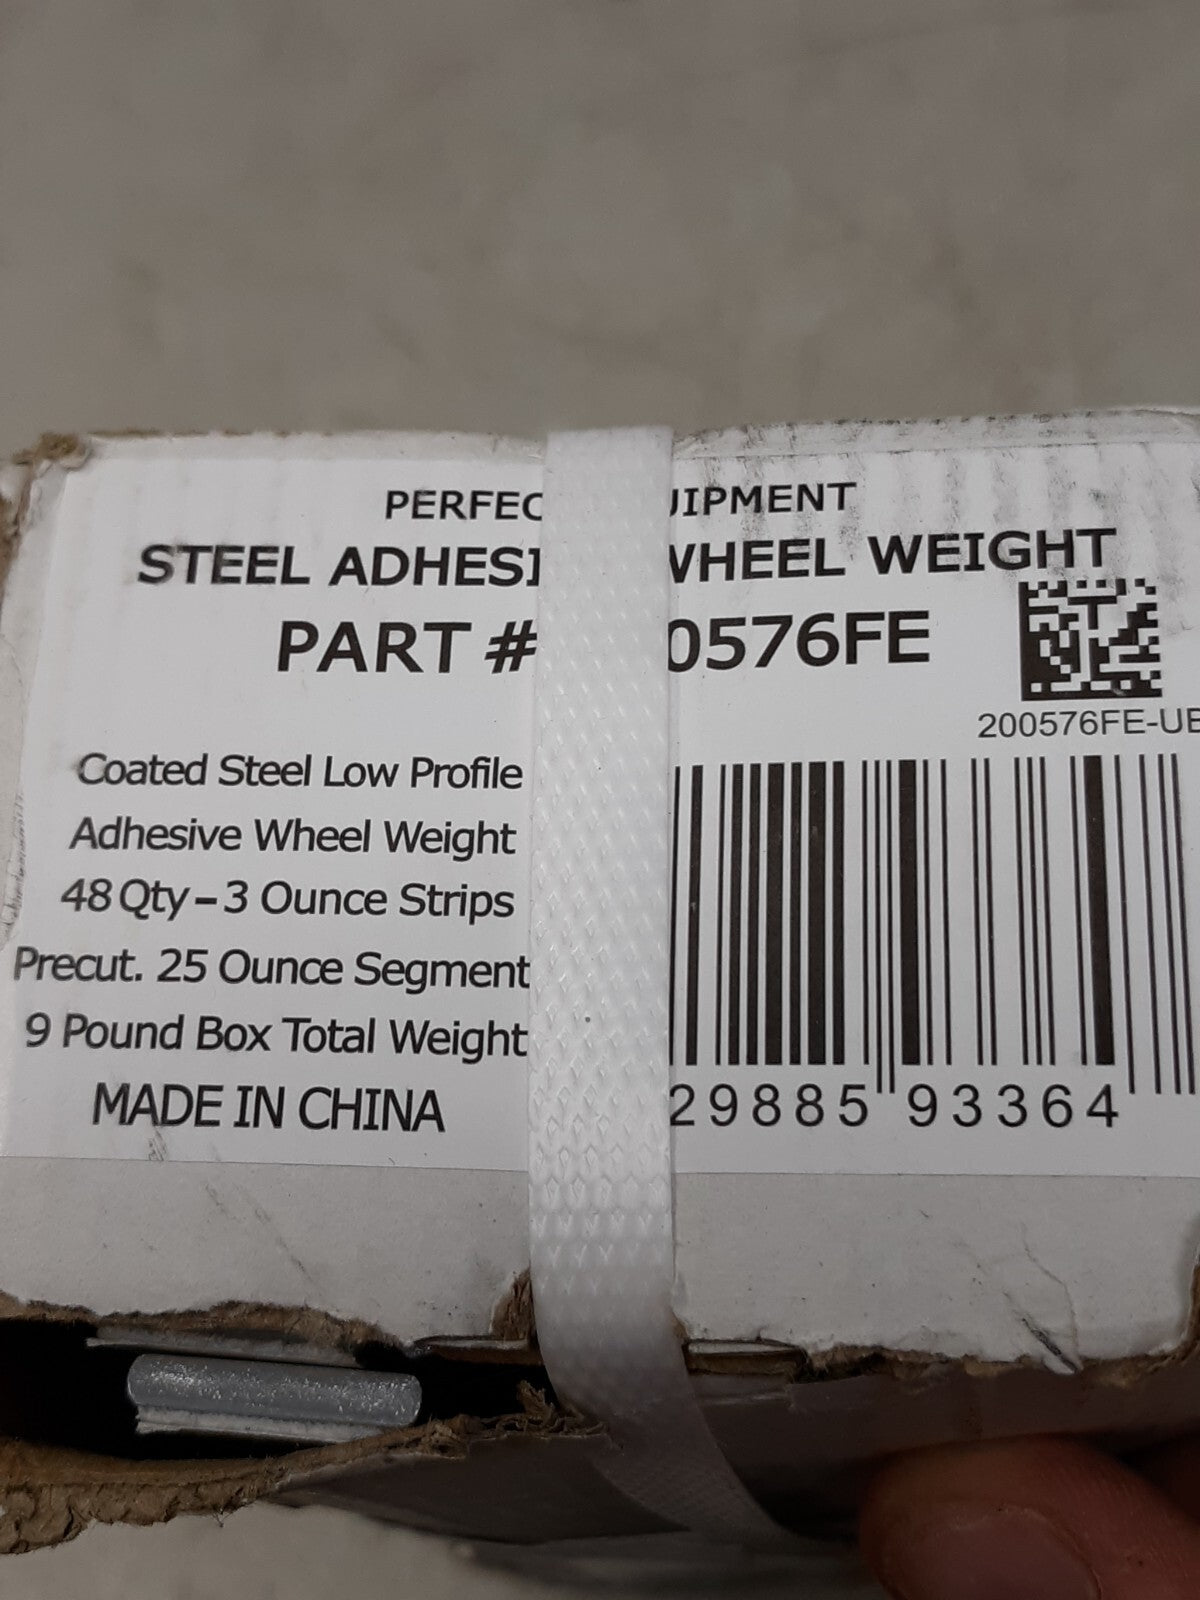 PERFEC UIPMENT
STEEL ADHESI WHEEL WEIGHT
PART # 0576FE
200576FE-UB
Coated Steel Low Profile
Adhesive Wheel Weight
48 Qty – 3 Ounce Strips
Precut. 25 Ounce Segment
9 Pound Box Total Weight
MADE IN CHINA
29885 93364